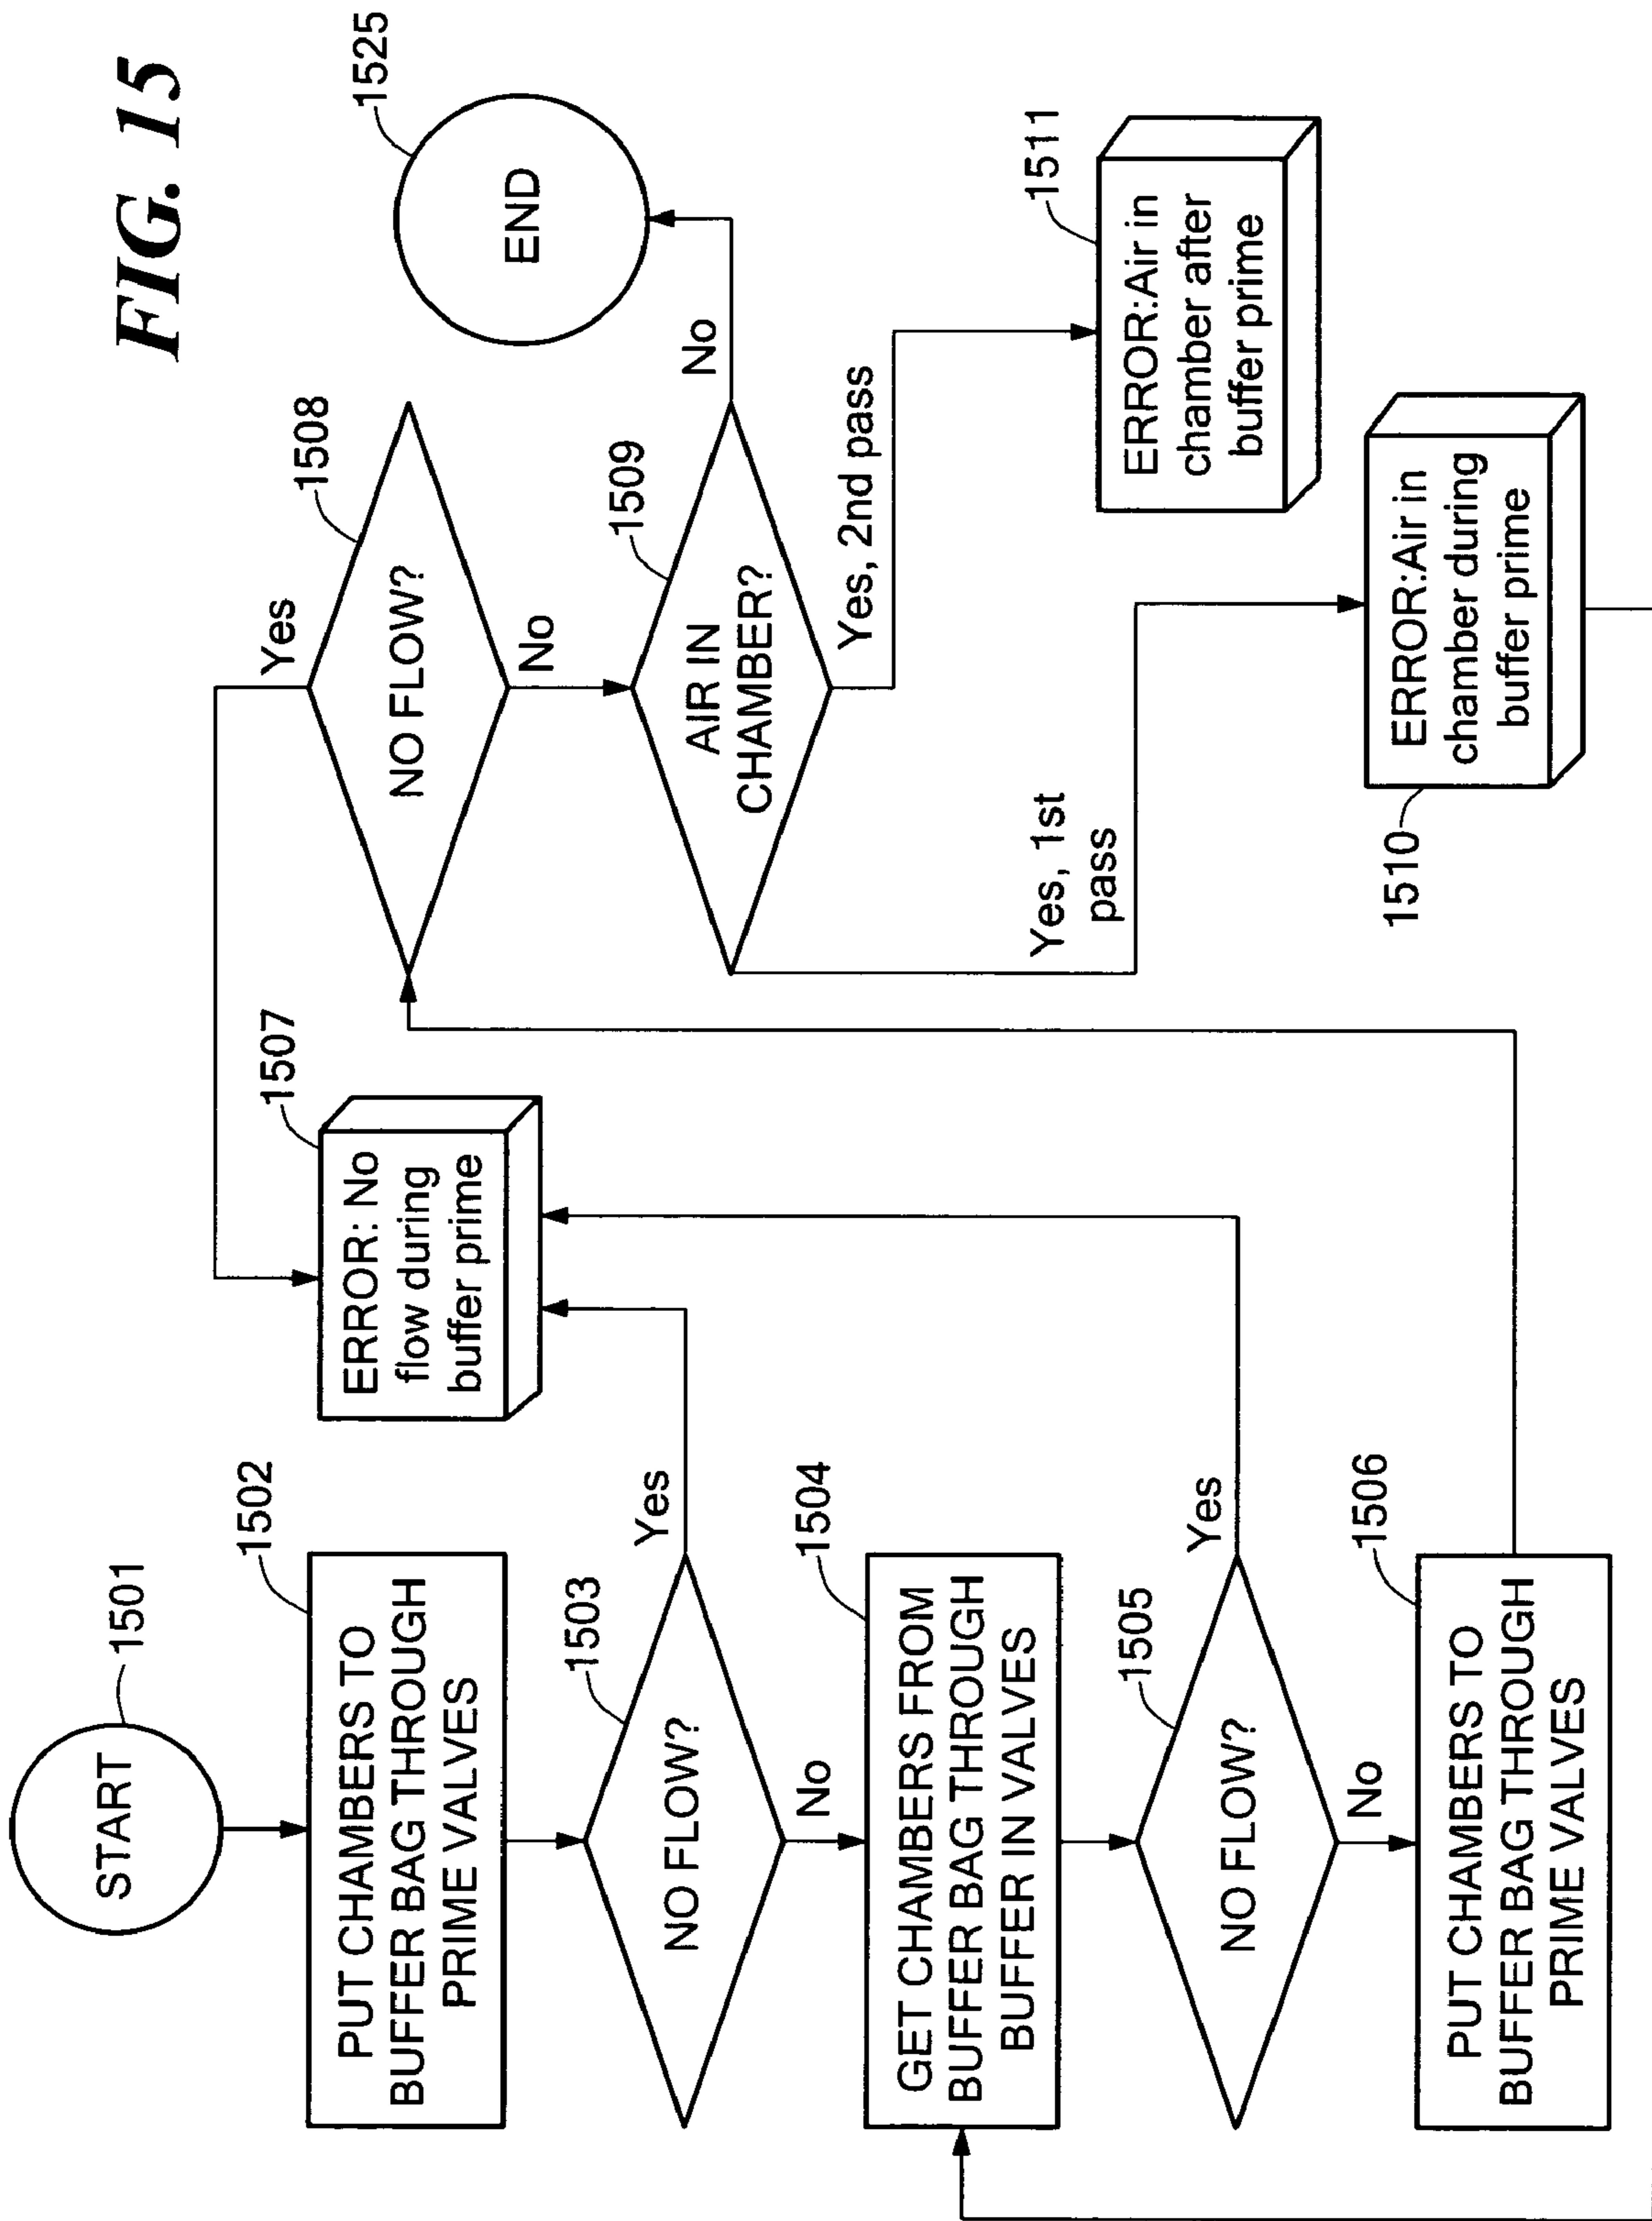 FIG. 15
START
1501
1502
PUT CHAMBERS TO
BUFFER BAG THROUGH
PRIME VALVES
1503
NO FLOW?
Yes
No
1504
GET CHAMBERS FROM
BUFFER BAG THROUGH
BUFFER IN VALVES
1505
NO FLOW?
Yes
No
1506
PUT CHAMBERS TO
BUFFER BAG THROUGH
PRIME VALVES
1507
ERROR: No
flow during
buffer prime
Yes
1508
NO FLOW?
No
1509
AIR IN
CHAMBER?
No
1525
END
Yes, 2nd pass
1511
ERROR:Air in
chamber after
buffer prime
Yes, 1st
pass
1510
ERROR:Air in
chamber during
buffer prime